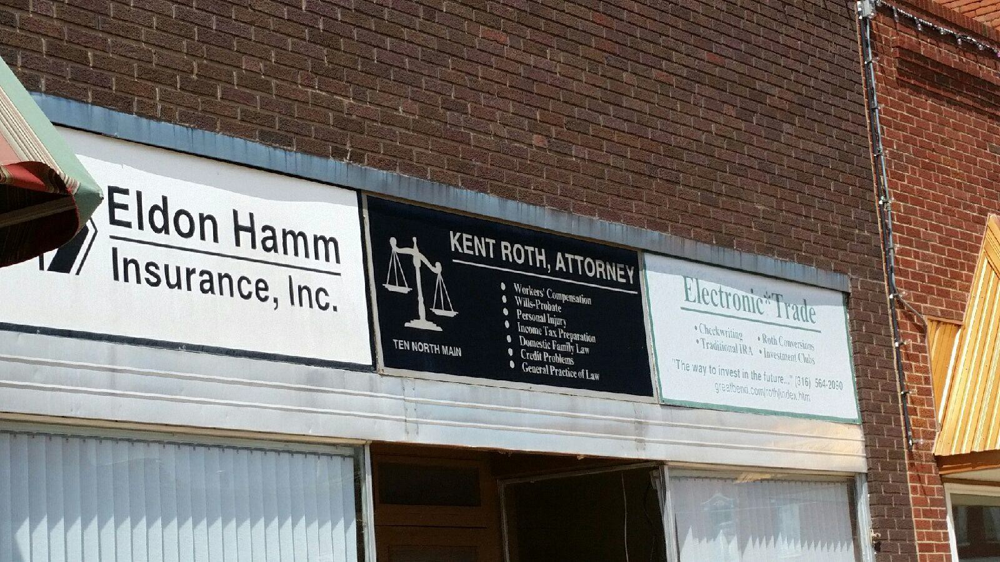 Eldon Hamm
Insurance, Inc.
KENT ROTH, ATTORNEY
• Workers' Compensation
• Wills-Probate
• Personal Injury
• Income Tax Preparation
• Domestic Family Law
• Credit Problems
• General Practice of Law
TEN NORTH MAIN
Electronic*Trade
• Checkwriting • Roth Conversions
• Traditional IRA • Investment Clubs
"The way to invest in the future..." (316) 564-2090
greatbend.com/roth/index.htm